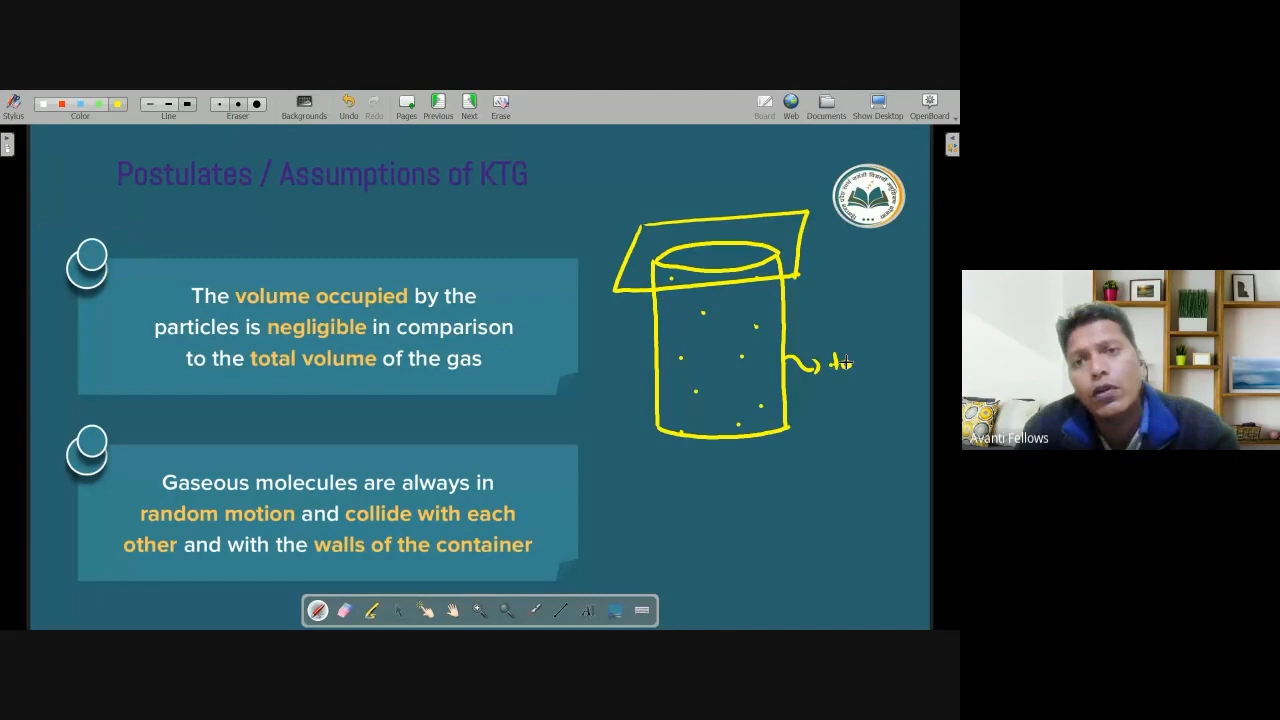 Stylus
Color
Line
Eraser
Backgrounds
Undo
Redo
Pages
Previous
Next
Erase
Board
Web
Documents
Show Desktop
OpenBoard
Postulates / Assumptions of KTG
The volume occupied by the
particles is negligible in comparison
to the total volume of the gas
Gaseous molecules are always in
random motion and collide with each
other and with the walls of the container
Avanti Fellows